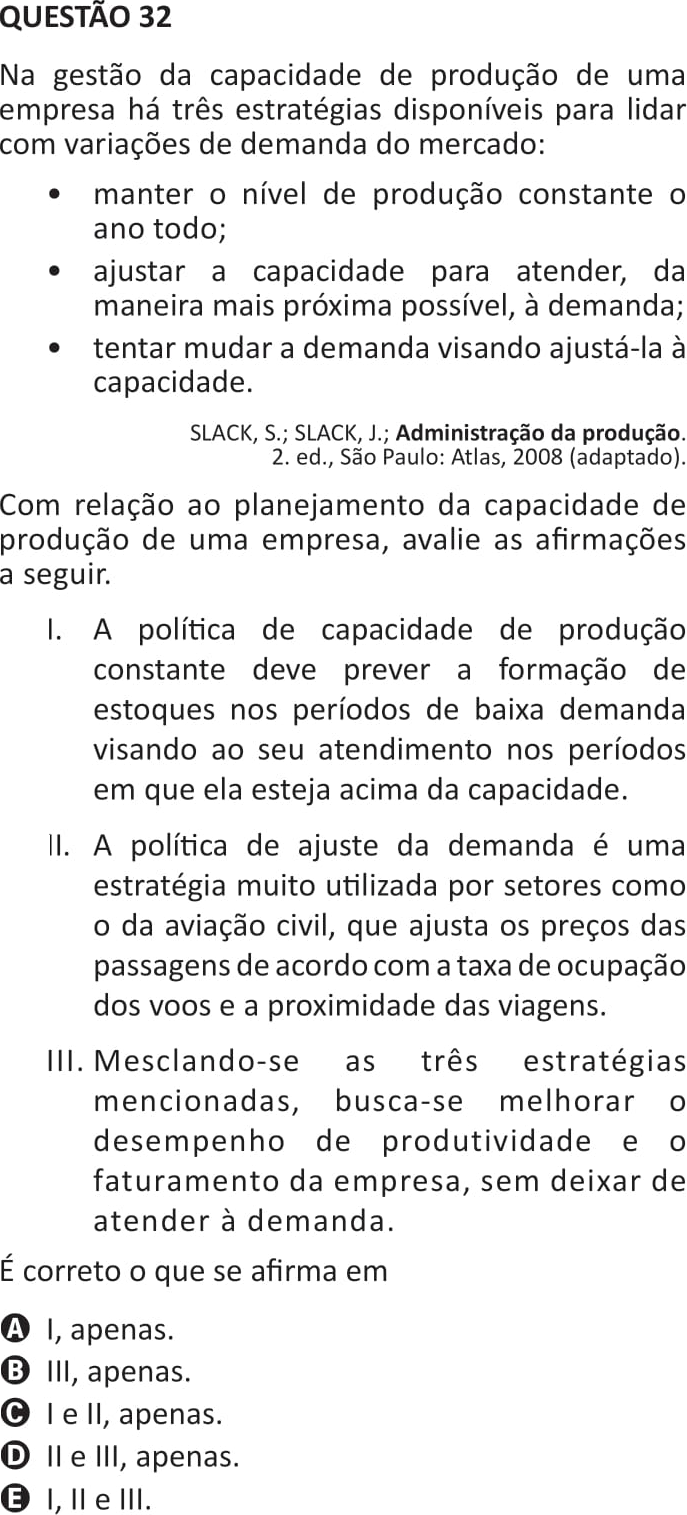 QUESTÃO 32
Na gestão da capacidade de produção de uma
empresa há três estratégias disponíveis para lidar
com variações de demanda do mercado:
• manter o nível de produção constante o
ano todo;
• ajustar a capacidade para atender, da
maneira mais próxima possível, à demanda;
• tentar mudar a demanda visando ajustá-la à
capacidade.
SLACK, S.; SLACK, J.; Administração da produção.
2. ed., São Paulo: Atlas, 2008 (adaptado).
Com relação ao planejamento da capacidade de
produção de uma empresa, avalie as afirmações
a seguir.
I. A política de capacidade de produção
constante deve prever a formação de
estoques nos períodos de baixa demanda
visando ao seu atendimento nos períodos
em que ela esteja acima da capacidade.
II. A política de ajuste da demanda é uma
estratégia muito utilizada por setores como
o da aviação civil, que ajusta os preços das
passagens de acordo com a taxa de ocupação
dos voos e a proximidade das viagens.
III. Mesclando-se as três estratégias
mencionadas, busca-se melhorar o
desempenho de produtividade e o
faturamento da empresa, sem deixar de
atender à demanda.
É correto o que se afirma em
A I, apenas.
B III, apenas.
C I e II, apenas.
D II e III, apenas.
E I, II e III.